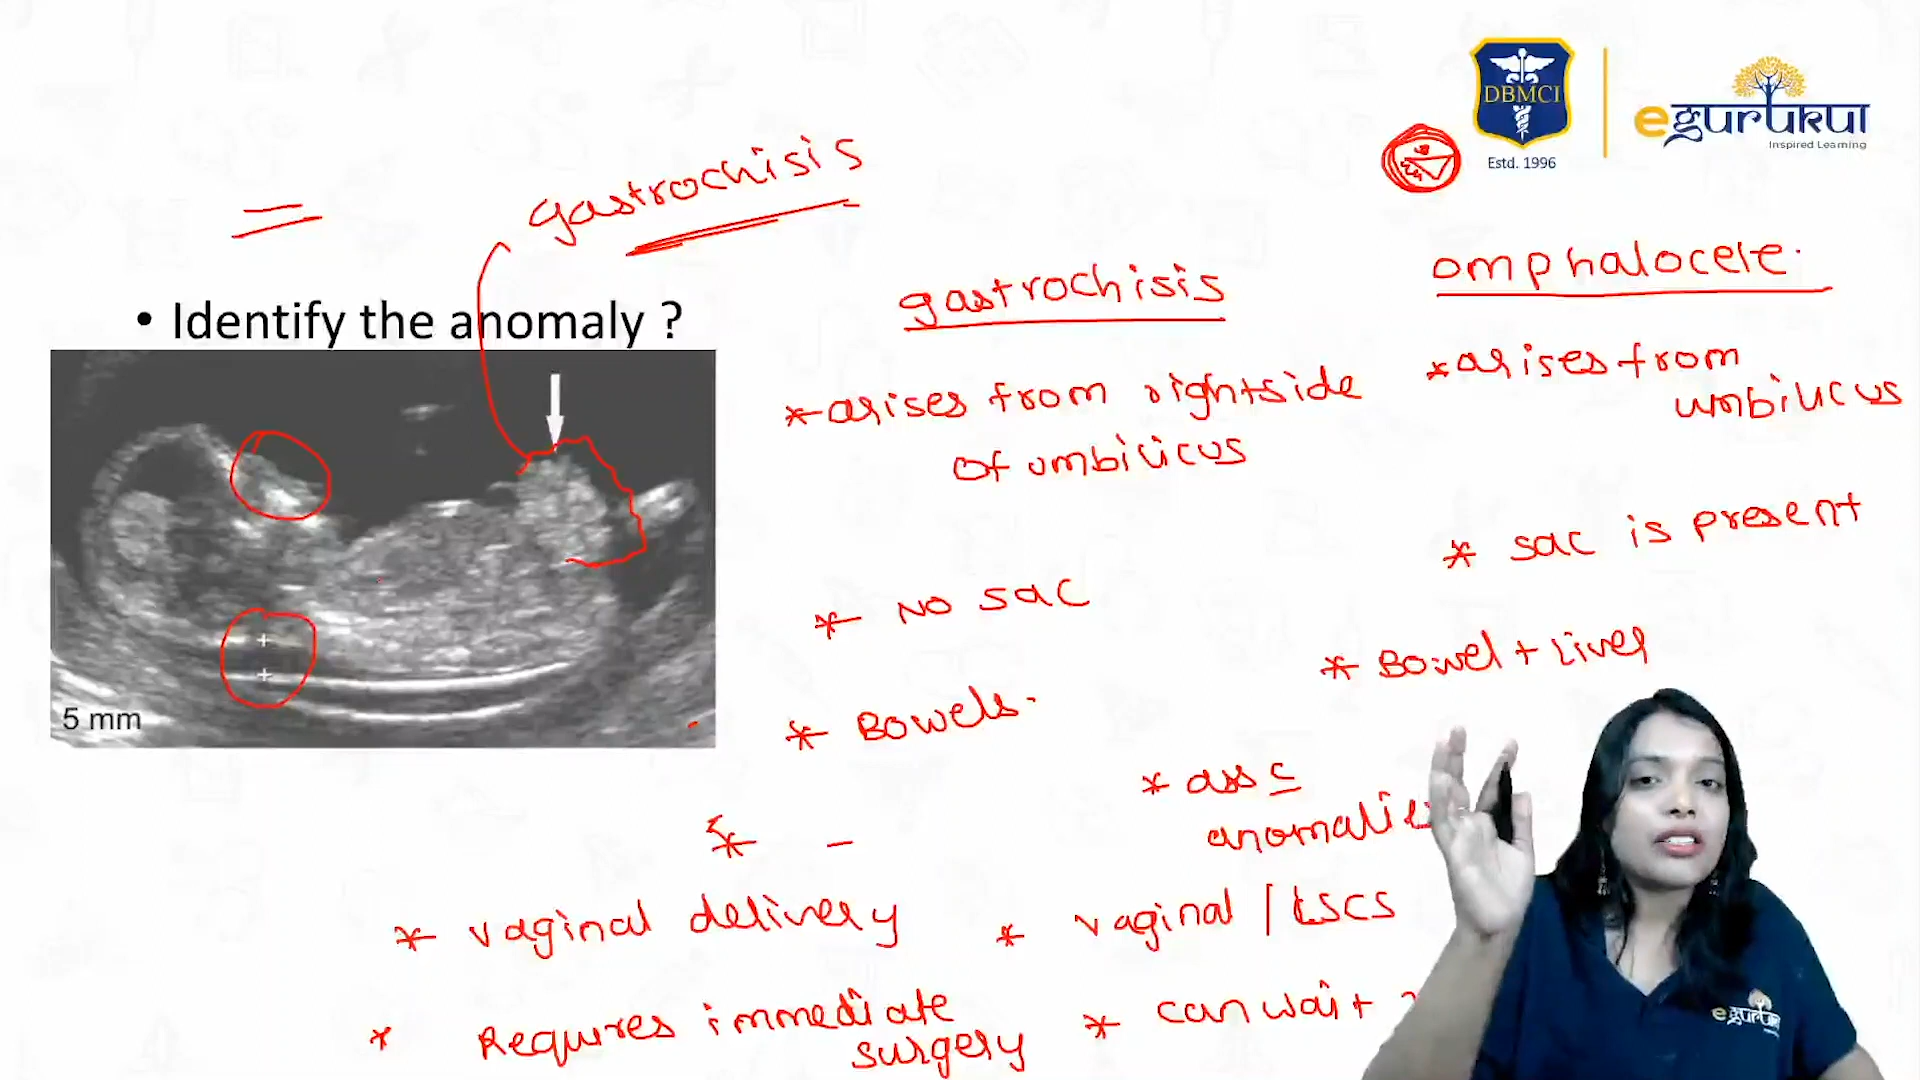 DBMCI
Estd. 1996
egurukul
Inspired Learning
gastrochisis
• Identify the anomaly ?
5 mm
gastrochisis
*arises from rightside
of umbilicus
* No sac
* Bowels.
* -
* vaginal delivery
* Requires immediate
surgery
omphalocele.
*arises from
umbilicus
* sac is present
* Bowel + Liver
* ass c
* vaginal / LSCS
* can wait
egurukul